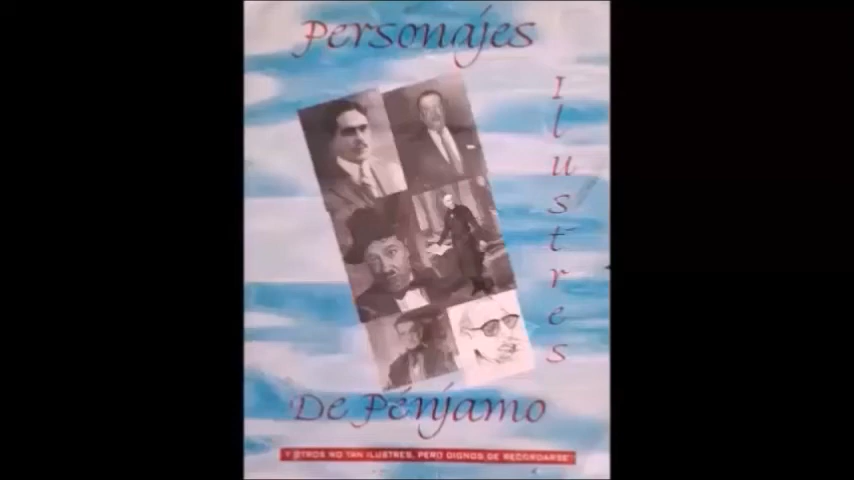 Personajes
Ilustres
De Pénjamo
Y OTROS NO TAN ILUSTRES, PERO DIGNOS DE RECORDARSE